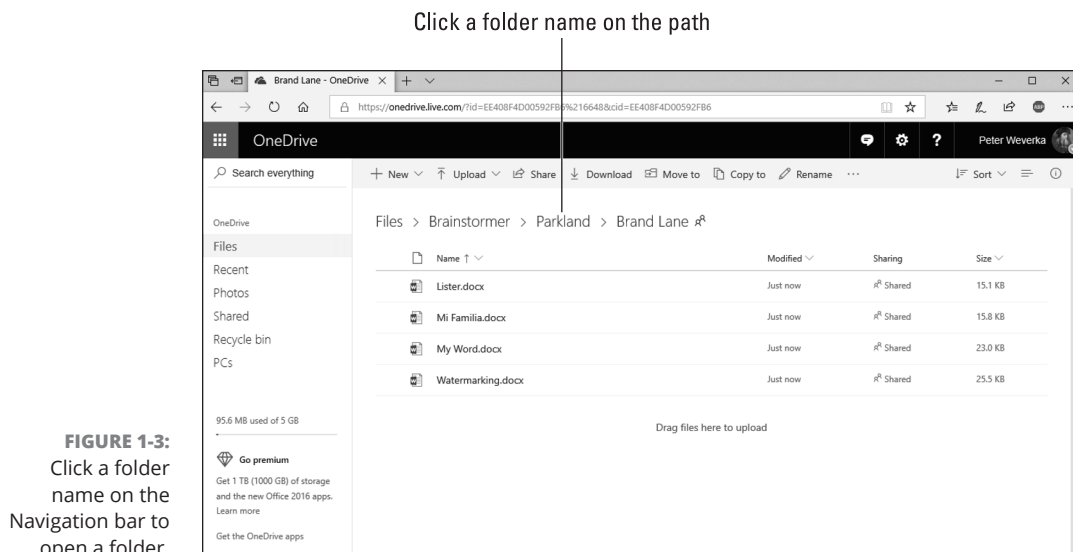 Click a folder name on the path
Brand Lane - OneDrive
https://onedrive.live.com/?id=EE408F4D00592FB6%216648&cid=EE408F4D00592FB6
OneDrive
?
Peter Weverka
Search everything
New
Upload
Share
Download
Move to
Copy to
Rename
Sort
Files > Brainstormer > Parkland > Brand Lane
OneDrive
Files
Recent
Photos
Shared
Recycle bin
PCs
Name Modified Sharing Size
Lister.docx Just now Shared 15.1 KB
Mi Familia.docx Just now Shared 15.8 KB
My Word.docx Just now Shared 23.0 KB
Watermarking.docx Just now Shared 25.5 KB
Drag files here to upload
95.6 MB used of 5 GB
Go premium
Get 1 TB (1000 GB) of storage
and the new Office 2016 apps.
Learn more
Get the OneDrive apps
FIGURE 1-3:
Click a folder
name on the
Navigation bar to
open a folder.